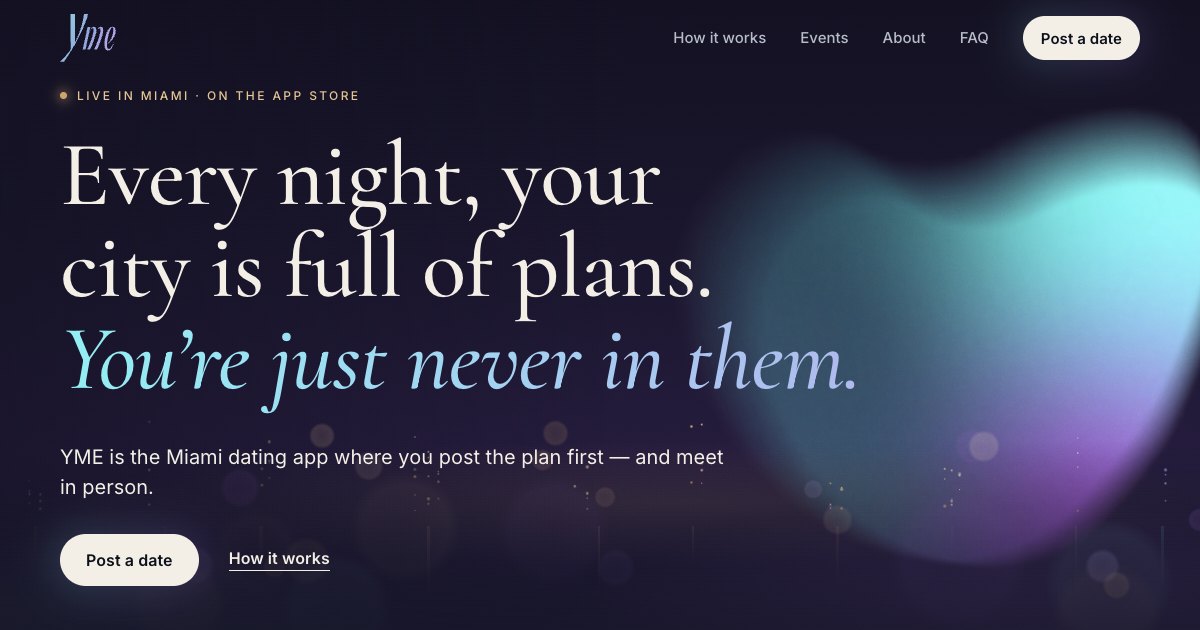 Yme
How it works
Events
About
FAQ
Post a date
LIVE IN MIAMI · ON THE APP STORE
Every night, your
city is full of plans.
You’re just never in them.
YME is the Miami dating app where you post the plan first — and meet
in person.
Post a date
How it works